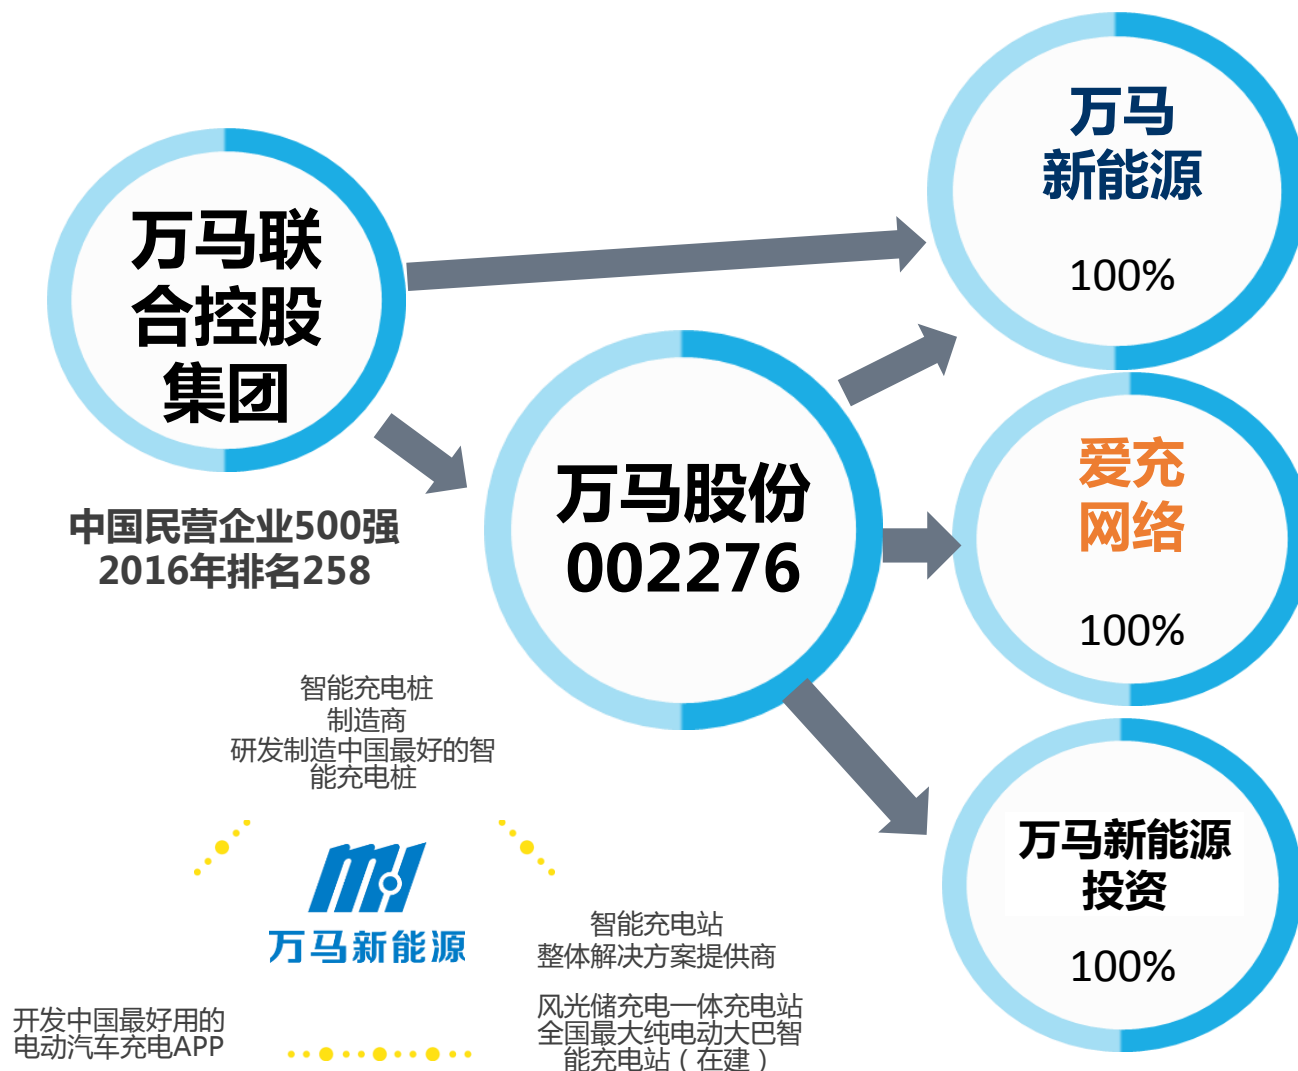 万马
新能源
100%
万马联
合控股
集团
中国民营企业500强
2016年排名258
万马股份
002276
爱充
网络
100%
万马新能源
投资
100%
智能充电桩
制造商
研发制造中国最好的智
能充电桩
万马新能源
智能充电站
整体解决方案提供商
风光储充电一体充电站
全国最大纯电动大巴智
能充电站（在建）
开发中国最好用的
电动汽车充电APP